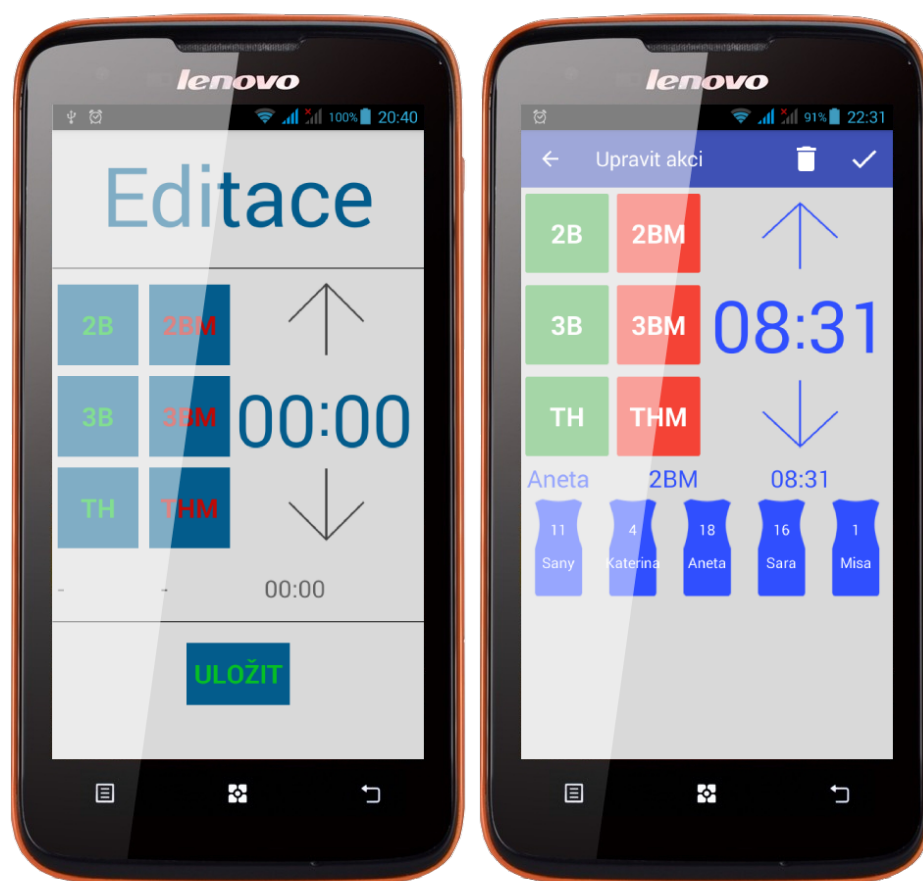 lenovo
100% 20:40
Editace
2B 2BM
3B 3BM
00:00
TH THM
- - 00:00
ULOŽIT
lenovo
91% 22:31
Upravit akci
2B 2BM
3B 3BM
08:31
TH THM
Aneta 2BM 08:31
11 4 18 16 1
Sany Katerina Aneta Sara Misa